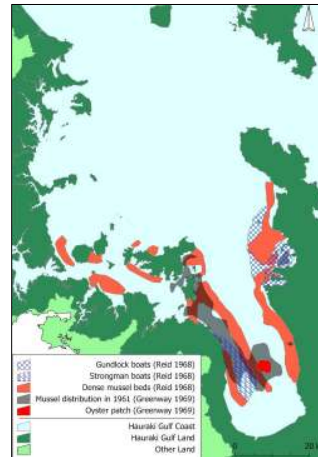 Gundlock boats (Reid 1968)
Strongman boats (Reid 1968)
Dense mussel beds (Reid 1968)
Mussel distribution in 1961 (Greenway 1969)
Oyster patch (Greenway 1969)
Hauraki Gulf Coast
Hauraki Gulf Land
Other Land
0